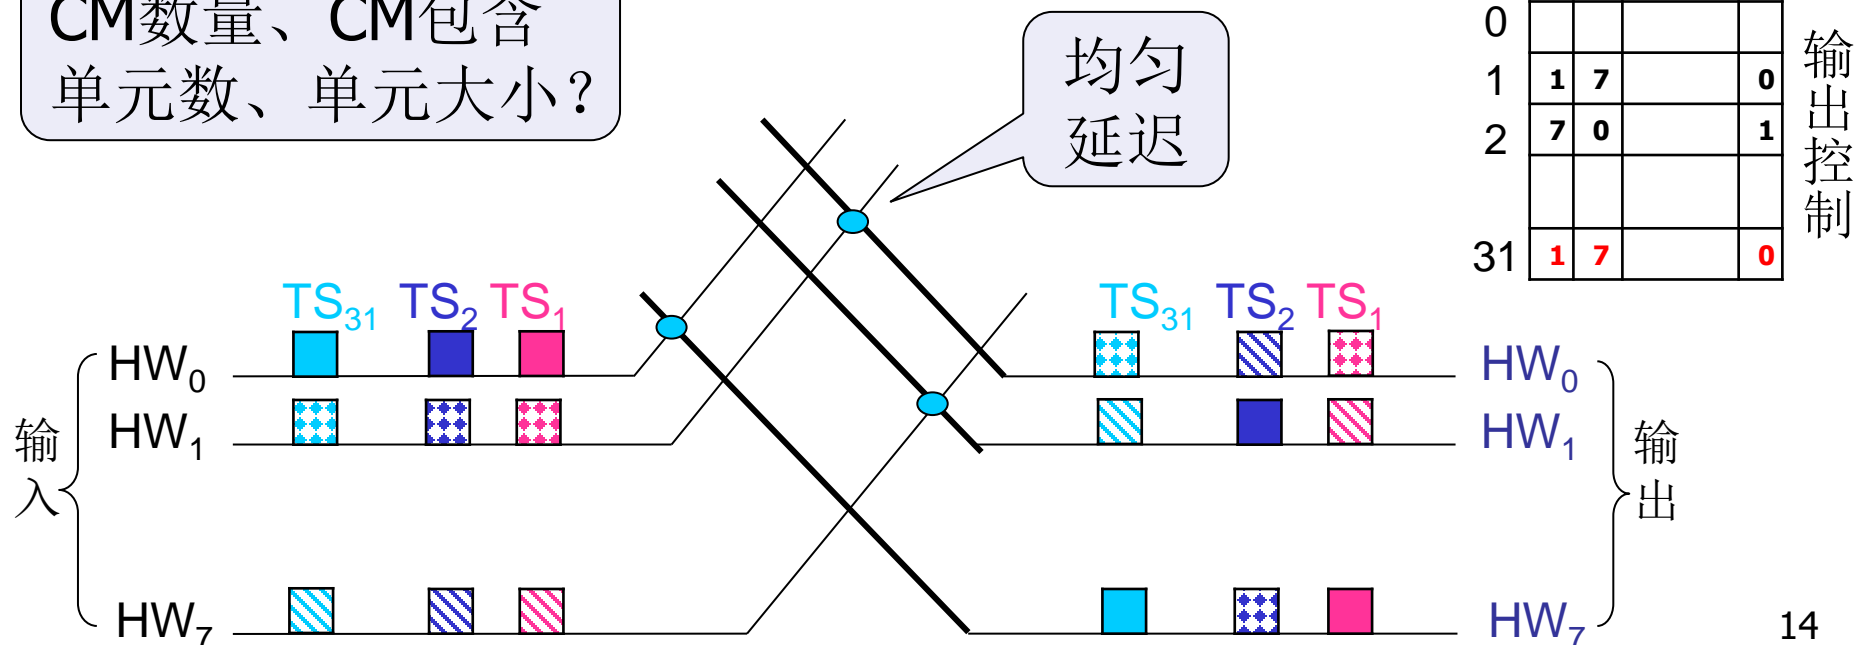 CM数量、CM包含
单元数、单元大小?
均匀
延迟
0
1 1 7 0
2 7 0 1
31 1 7 0
输出控制
TS31 TS2 TS1
TS31 TS2 TS1
HW0
HW1
HW7
输入
HW0
HW1
HW7
输出
14